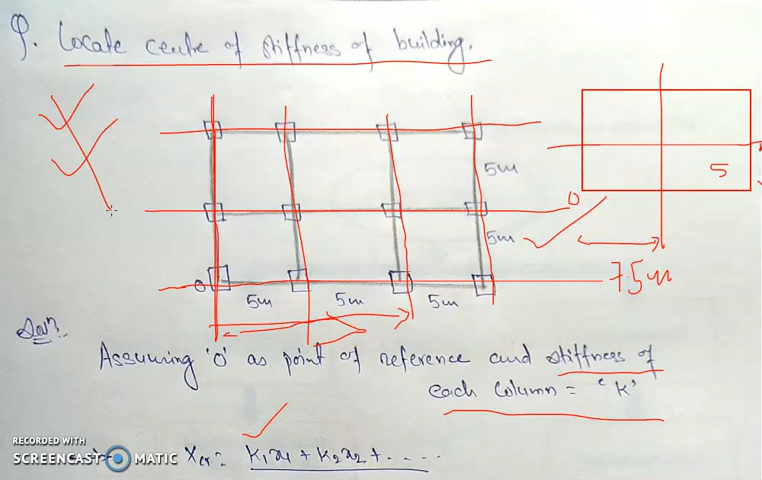 Q. Locate centre of stiffness of building.
5m
O
5m
5
7.5m
O
5m
5m
5m
Solⁿ.
Assuming 'O' as point of reference and stiffness of
each column = 'K'
RECORDED WITH
SCREENCAST-O-MATIC
Xcr = K1x1 + K2x2 + .....